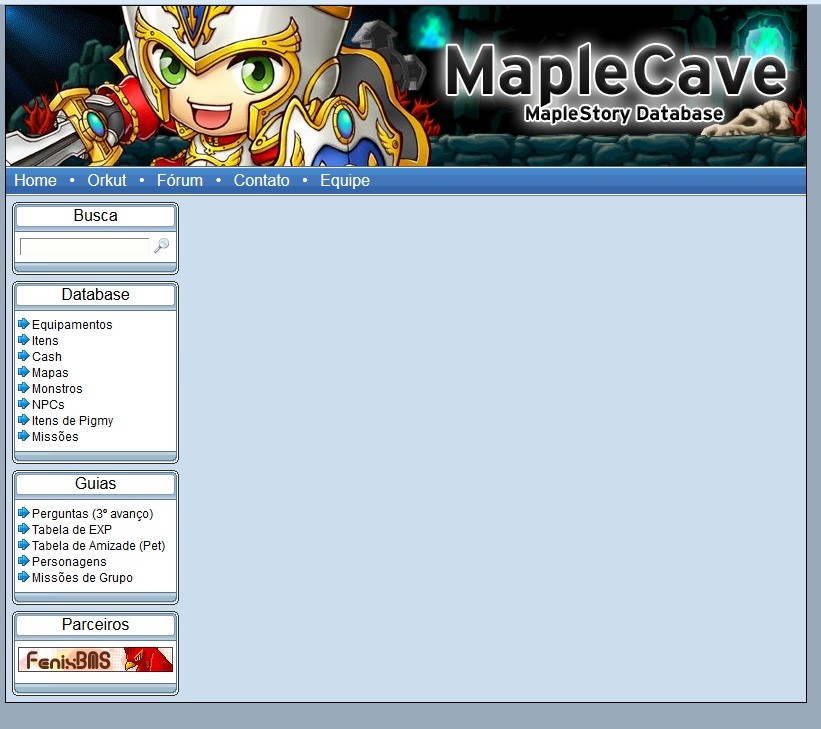 MapleCave
MapleStory Database
Home • Orkut • Fórum • Contato • Equipe
Busca
Database
Equipamentos
Itens
Cash
Mapas
Monstros
NPCs
Itens de Pigmy
Missões
Guias
Perguntas (3º avanço)
Tabela de EXP
Tabela de Amizade (Pet)
Personagens
Missões de Grupo
Parceiros
FenixBMS